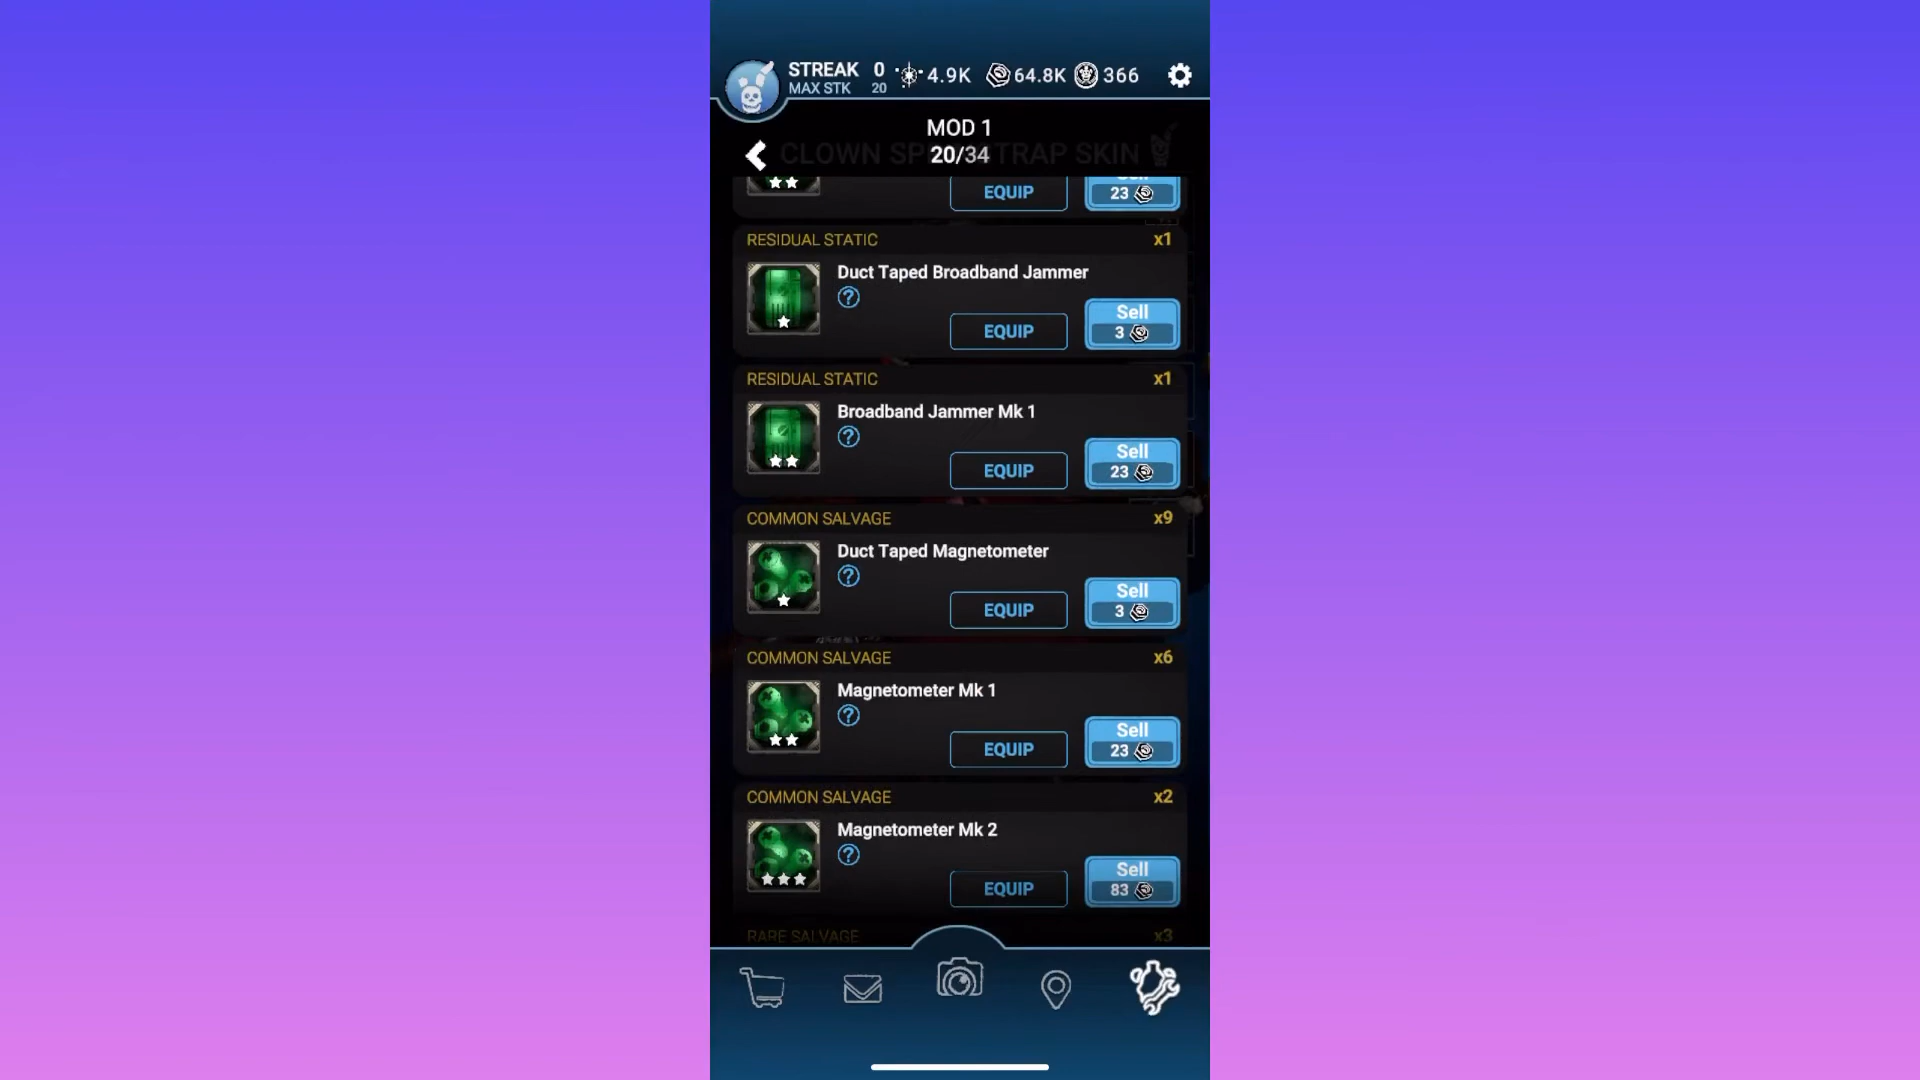 STREAK 0 4.9K 64.8K 366
MAX STK 20
MOD 1
20/34
EQUIP
23
RESIDUAL STATIC x1
Duct Taped Broadband Jammer
?
EQUIP
Sell
3
RESIDUAL STATIC x1
Broadband Jammer Mk 1
?
EQUIP
Sell
23
COMMON SALVAGE x9
Duct Taped Magnetometer
?
EQUIP
Sell
3
COMMON SALVAGE x6
Magnetometer Mk 1
?
EQUIP
Sell
23
COMMON SALVAGE x2
Magnetometer Mk 2
?
EQUIP
Sell
83
RARE SALVAGE x3